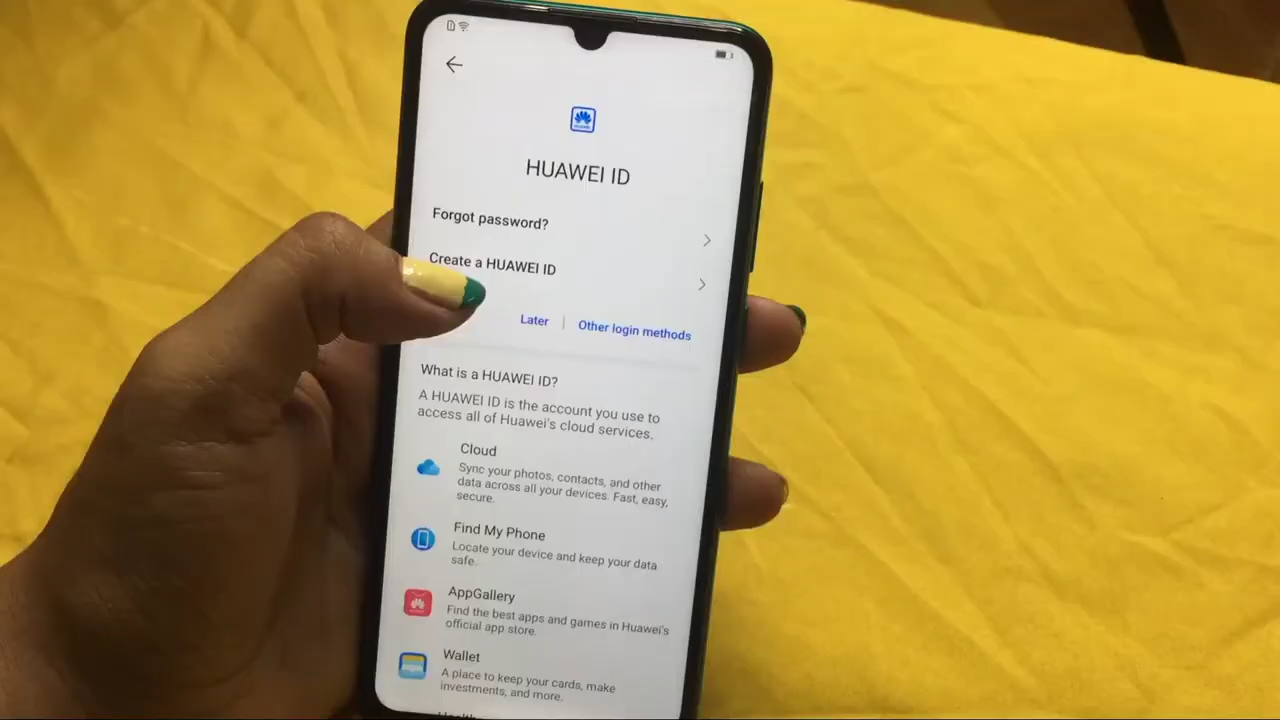 HUAWEI ID
Forgot password?
Create a HUAWEI ID
Later
Other login methods
What is a HUAWEI ID?
A HUAWEI ID is the account you use to
access all of Huawei's cloud services.
Cloud
Sync your photos, contacts, and other
data across all your devices. Fast, easy,
secure.
Find My Phone
Locate your device and keep your data
safe.
AppGallery
Find the best apps and games in Huawei's
official app store.
Wallet
A place to keep your cards, make
investments, and more.